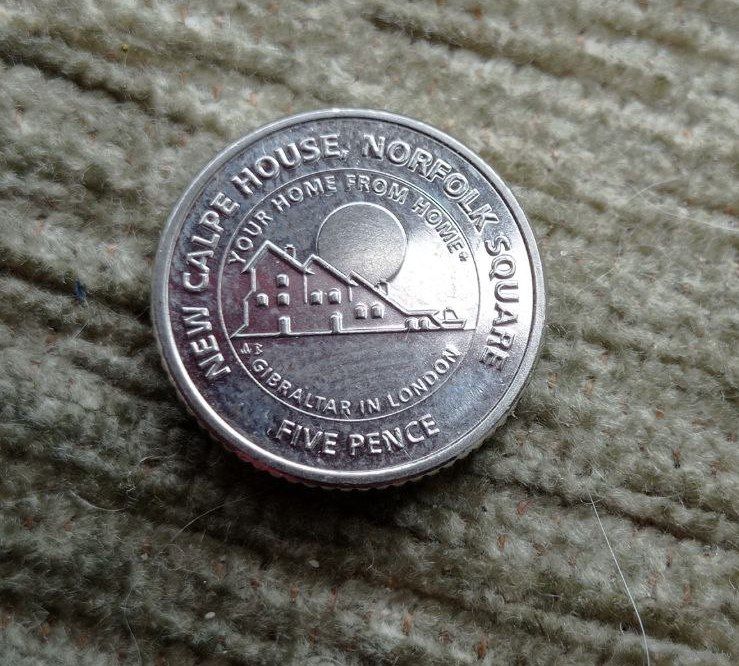 NEW CALPE HOUSE, NORFOLK SQUARE
YOUR HOME FROM HOME
GIBRALTAR IN LONDON
FIVE PENCE